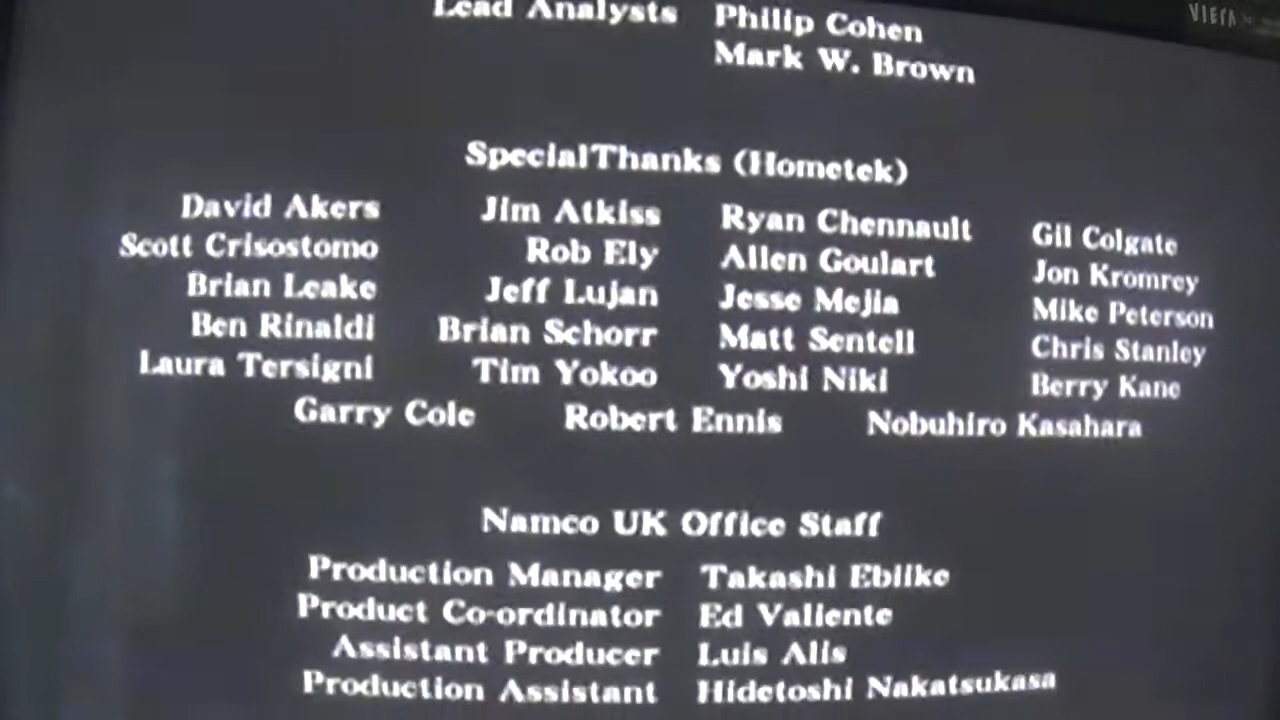 VIERA
Lead Analysts Philip Cohen
Mark W. Brown
SpecialThanks (Hometek)
David Akers Jim Atkiss Ryan Chennault Gil Colgate
Scott Crisostomo Rob Ely Allen Goulart Jon Kromrey
Brian Leake Jeff Lujan Jesse Mejia Mike Peterson
Ben Rinaldi Brian Schorr Matt Sentell Chris Stanley
Laura Tersigni Tim Yokoo Yoshi Niki Berry Kane
Garry Cole Robert Ennis Nobuhiro Kasahara
Namco UK Office Staff
Production Manager Takashi Ebiike
Product Co-ordinator Ed Valiente
Assistant Producer Luis Alis
Production Assistant Hidetoshi Nakatsukasa